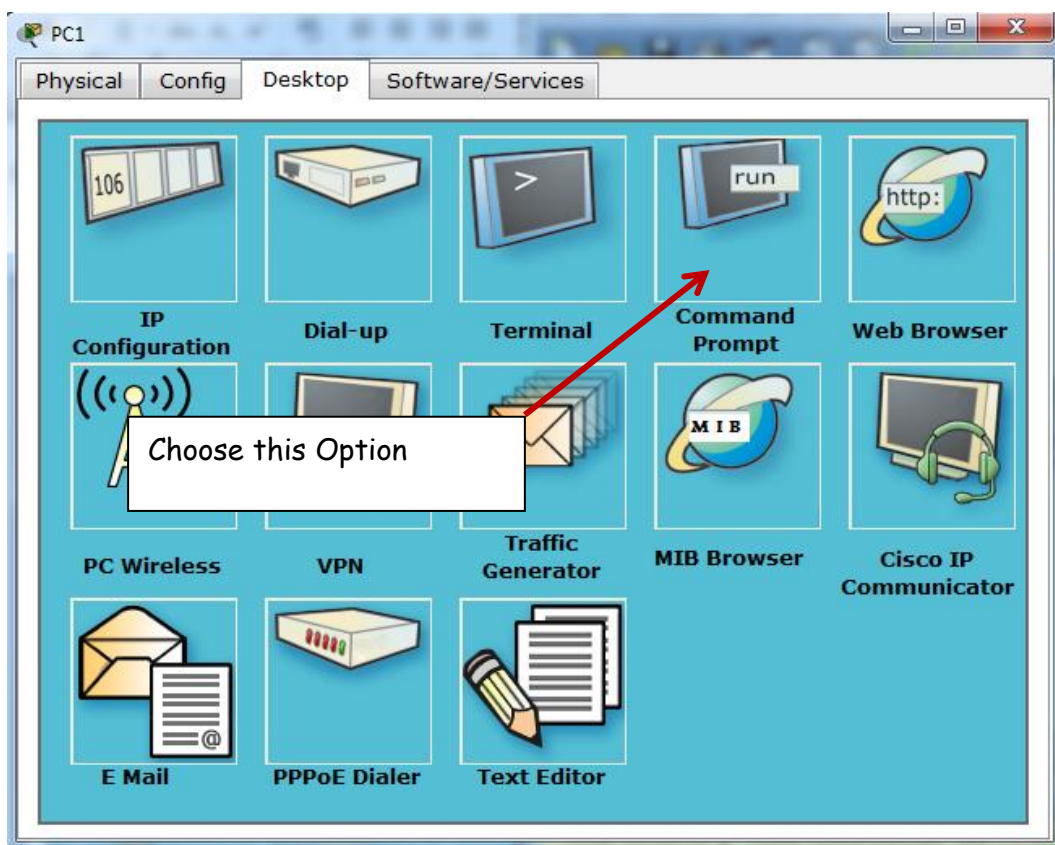 PC1
Physical Config Desktop Software/Services
106
>
run
http:
IP
Configuration
Dial-up
Terminal
Command
Prompt
Web Browser
Choose this Option
MIB
PC Wireless
VPN
Traffic
Generator
MIB Browser
Cisco IP
Communicator
@
E Mail
PPPoE Dialer
Text Editor